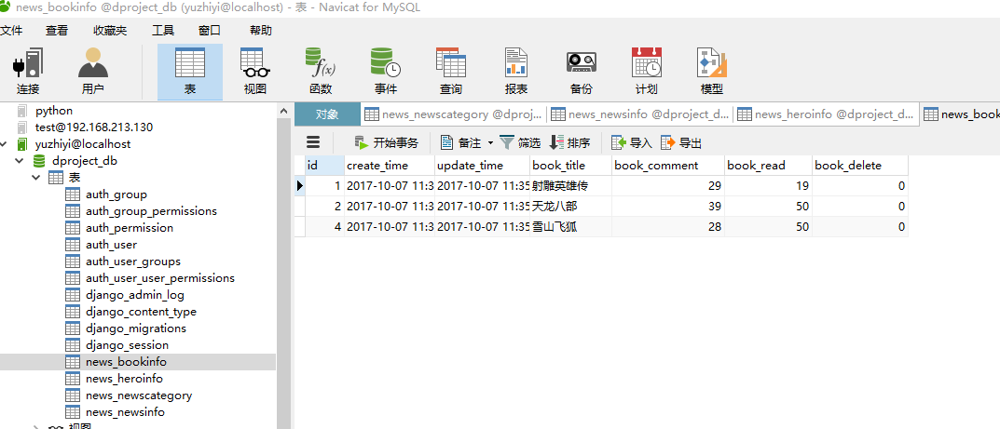 news_bookinfo @dproject_db (yuzhiyi@localhost) - 表 - Navicat for MySQL
文件 查看 收藏夹 工具 窗口 帮助
f(x)
连接 用户 表 视图 函数 事件 查询 报表 备份 计划 模型
python
test@192.168.213.130
yuzhiyi@localhost
dproject_db
表
auth_group
auth_group_permissions
auth_permission
auth_user
auth_user_groups
auth_user_user_permissions
django_admin_log
django_content_type
django_migrations
django_session
news_bookinfo
news_heroinfo
news_newscategory
news_newsinfo
视图
对象 news_newscategory @dproj... news_newsinfo @dproject_d... news_heroinfo @dproject_d... news_book
开始事务 备注 筛选 排序 导入 导出
id create_time update_time book_title book_comment book_read book_delete
1 2017-10-07 11:3 2017-10-07 11:35 射雕英雄传 29 19 0
2 2017-10-07 11:3 2017-10-07 11:35 天龙八部 39 50 0
4 2017-10-07 11:3 2017-10-07 11:35 雪山飞狐 28 50 0